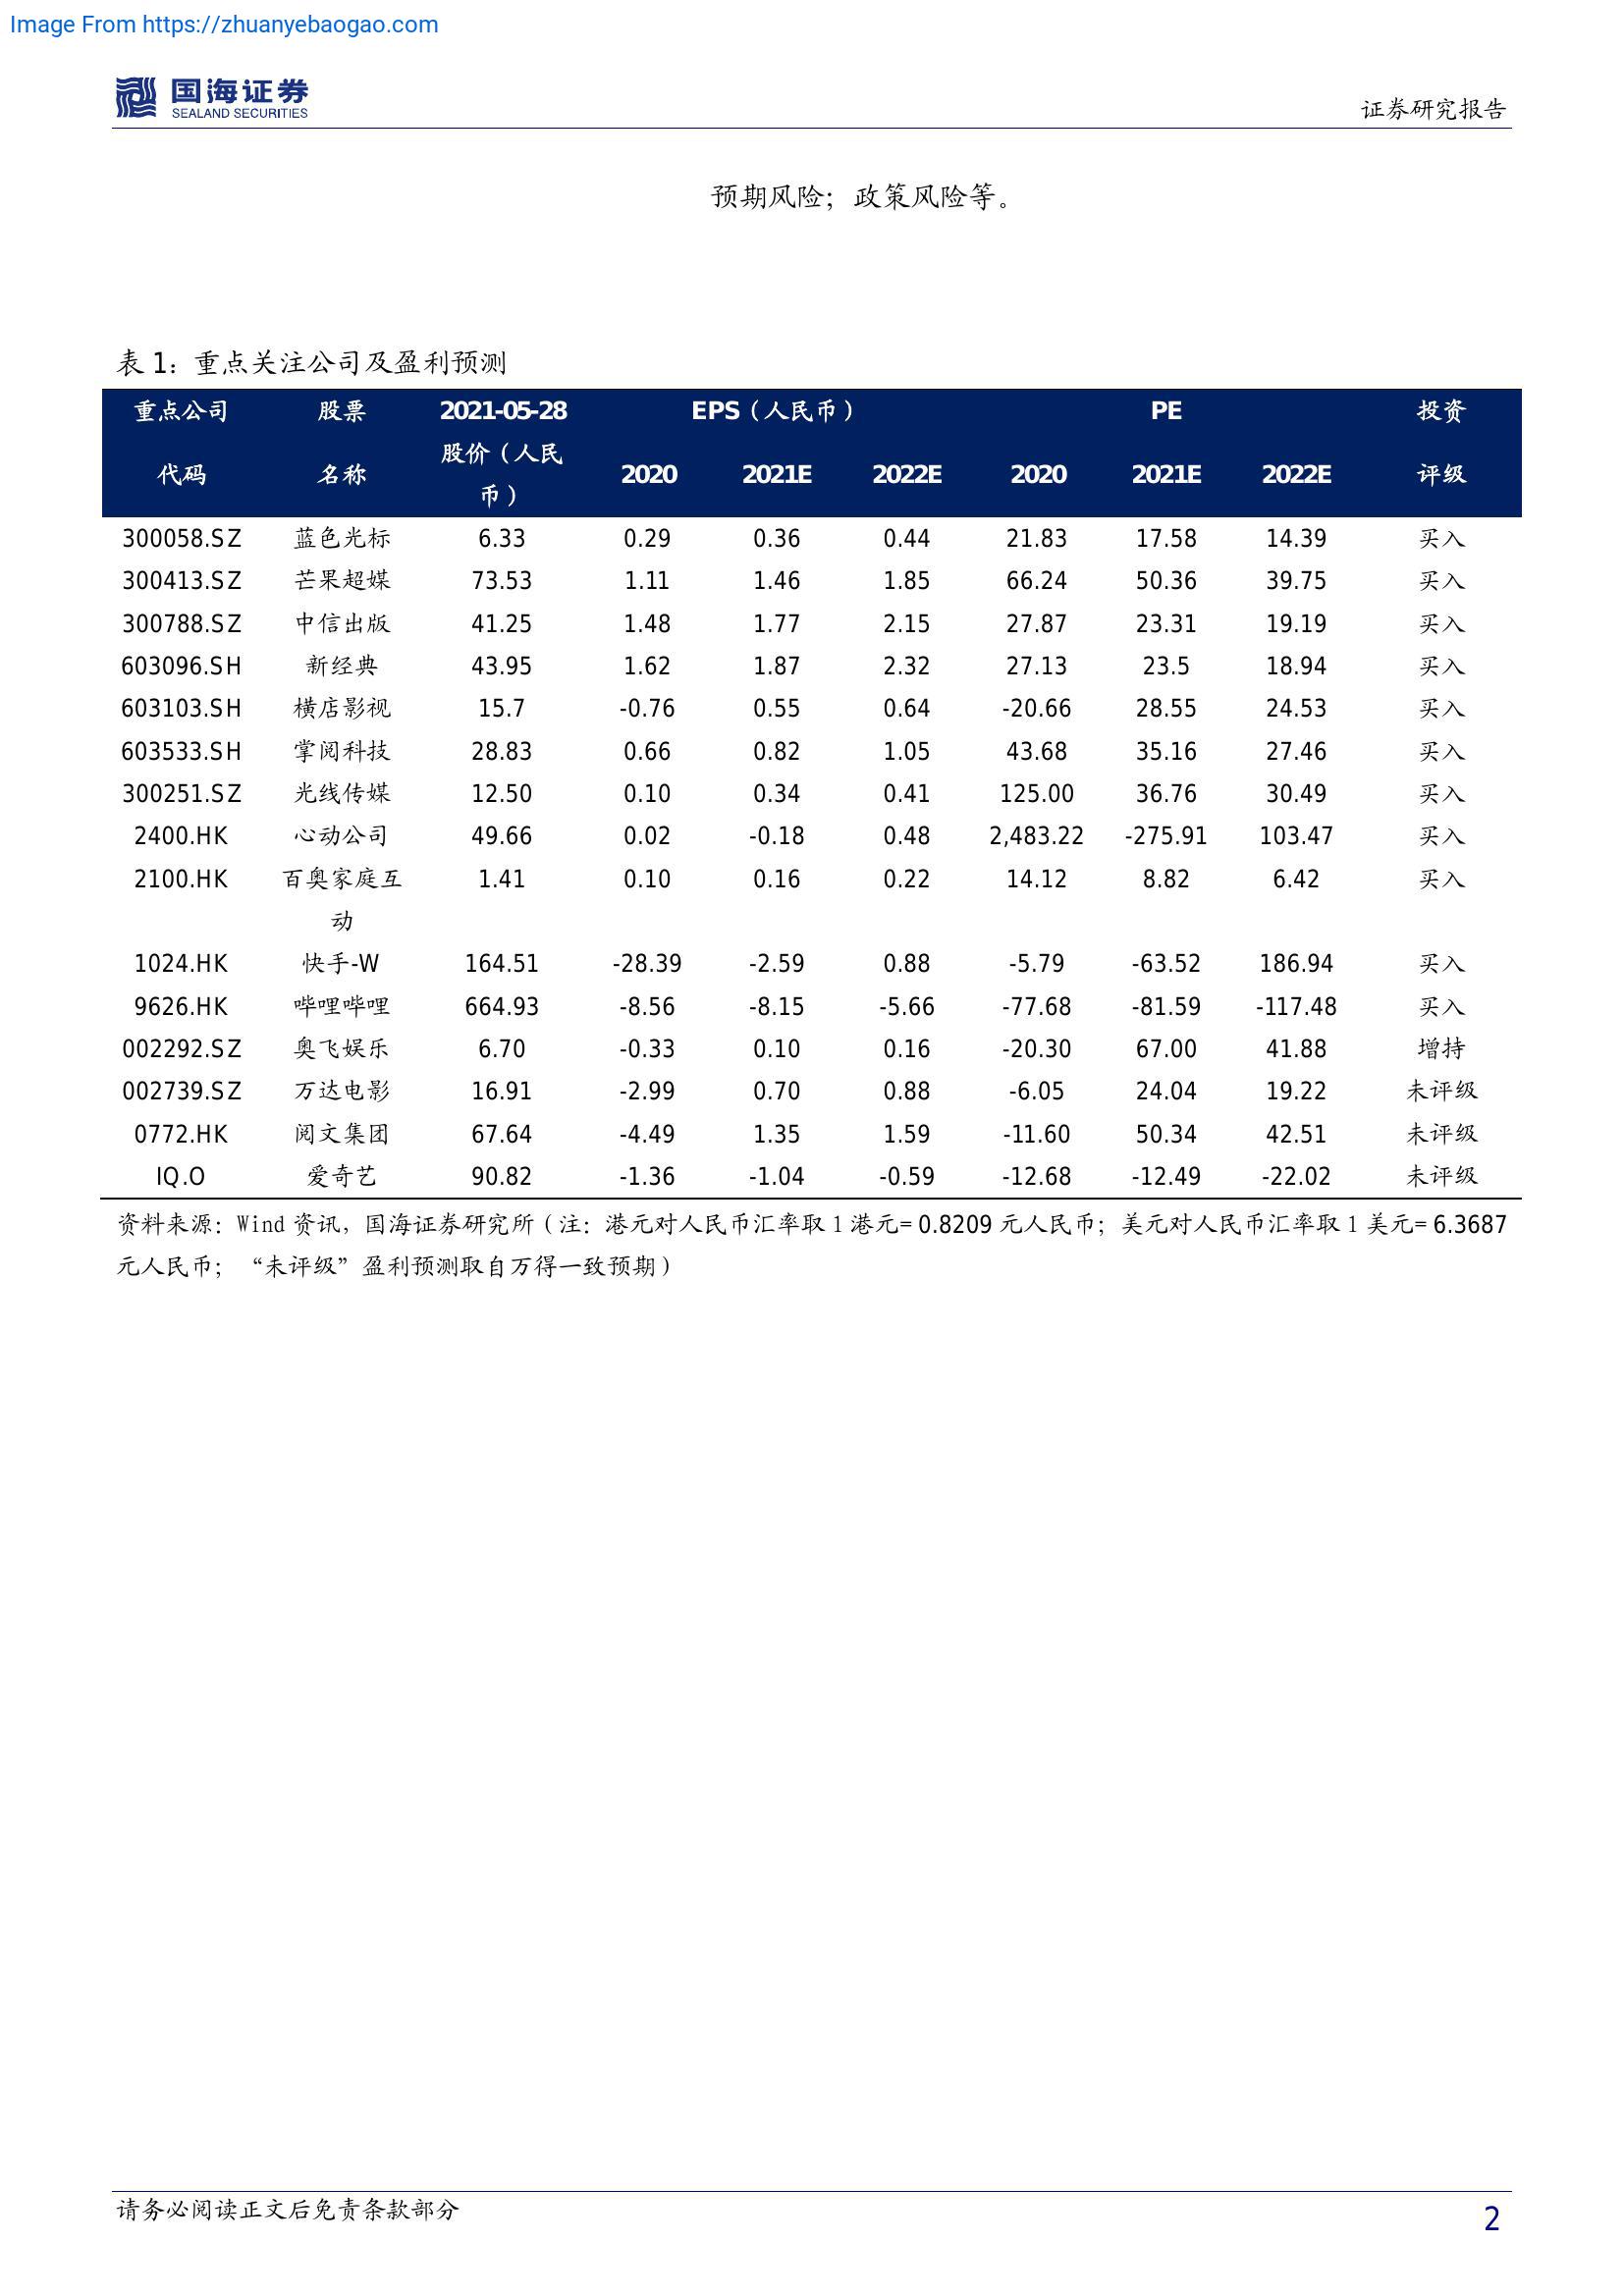 Image From https://zhuanyebaogao.com
国海证券
SEALAND SECURITIES
证券研究报告
预期风险；政策风险等。
表 1：重点关注公司及盈利预测
重点公司 股票 2021-05-28 EPS（人民币） PE 投资
代码 名称 股价（人民币） 2020 2021E 2022E 2020 2021E 2022E 评级
300058.SZ 蓝色光标 6.33 0.29 0.36 0.44 21.83 17.58 14.39 买入
300413.SZ 芒果超媒 73.53 1.11 1.46 1.85 66.24 50.36 39.75 买入
300788.SZ 中信出版 41.25 1.48 1.77 2.15 27.87 23.31 19.19 买入
603096.SH 新经典 43.95 1.62 1.87 2.32 27.13 23.5 18.94 买入
603103.SH 横店影视 15.7 -0.76 0.55 0.64 -20.66 28.55 24.53 买入
603533.SH 掌阅科技 28.83 0.66 0.82 1.05 43.68 35.16 27.46 买入
300251.SZ 光线传媒 12.50 0.10 0.34 0.41 125.00 36.76 30.49 买入
2400.HK 心动公司 49.66 0.02 -0.18 0.48 2,483.22 -275.91 103.47 买入
2100.HK 百奥家庭互 1.41 0.10 0.16 0.22 14.12 8.82 6.42 买入
动
1024.HK 快手-W 164.51 -28.39 -2.59 0.88 -5.79 -63.52 186.94 买入
9626.HK 哔哩哔哩 664.93 -8.56 -8.15 -5.66 -77.68 -81.59 -117.48 买入
002292.SZ 奥飞娱乐 6.70 -0.33 0.10 0.16 -20.30 67.00 41.88 增持
002739.SZ 万达电影 16.91 -2.99 0.70 0.88 -6.05 24.04 19.22 未评级
0772.HK 阅文集团 67.64 -4.49 1.35 1.59 -11.60 50.34 42.51 未评级
IQ.O 爱奇艺 90.82 -1.36 -1.04 -0.59 -12.68 -12.49 -22.02 未评级
资料来源：Wind 资讯，国海证券研究所（注：港元对人民币汇率取 1 港元= 0.8209 元人民币；美元对人民币汇率取 1 美元= 6.3687
元人民币；“未评级”盈利预测取自万得一致预期）
请务必阅读正文后免责条款部分
2